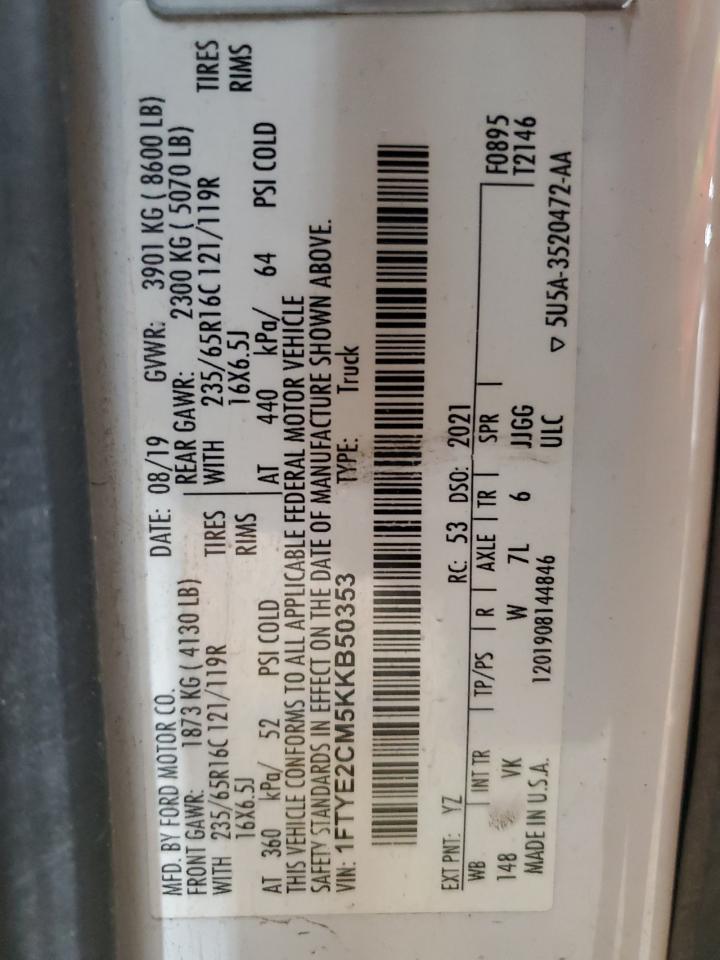 MFD. BY FORD MOTOR CO. DATE: 08/19 GVWR: 3901 KG ( 8600 LB)
FRONT GAWR: 1873 KG ( 4130 LB) REAR GAWR: 2300 KG ( 5070 LB)
WITH 235/65R16C 121/119R TIRES WITH 235/65R16C 121/119R TIRES
16X6.5J RIMS 16X6.5J RIMS
AT 360 kPa/ 52 PSI COLD AT 440 kPa/ 64 PSI COLD
THIS VEHICLE CONFORMS TO ALL APPLICABLE FEDERAL MOTOR VEHICLE
SAFETY STANDARDS IN EFFECT ON THE DATE OF MANUFACTURE SHOWN ABOVE.
VIN: 1FTYE2CM5KKB50353 TYPE: Truck
EXT PNT: YZ RC: 53 DSO: 2021
WB INT TR TP/PS R AXLE TR SPR F0895
148 VK W 7L 6 JJGG T2146
MADE IN U.S.A. 1201908144846 ULC ▽ 5U5A-3520472-AA